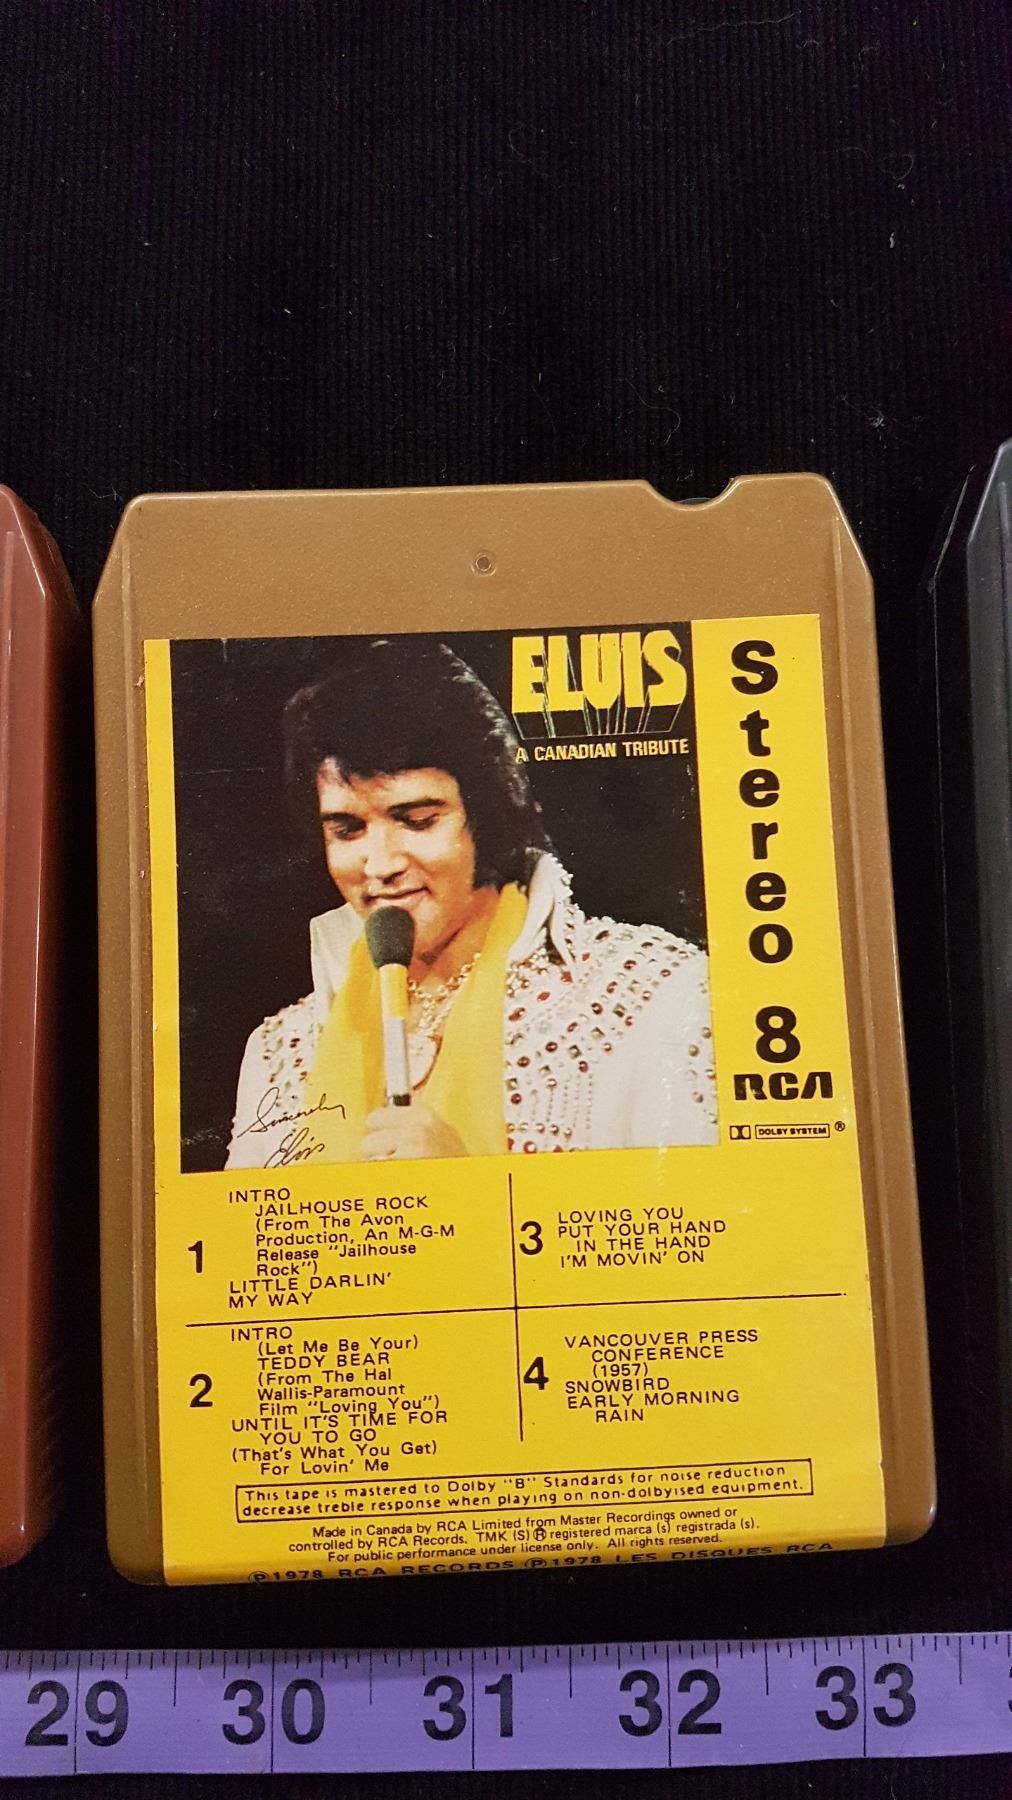 ELVIS
A CANADIAN TRIBUTE
Stereo 8
RCA
DOLBY SYSTEM ®
Sincerely
Elvis
1
INTRO
JAILHOUSE ROCK
(From The Avon
Production, An M-G-M
Release "Jailhouse
Rock")
LITTLE DARLIN'
MY WAY
2
INTRO
(Let Me Be Your)
TEDDY BEAR
(From The Hal
Wallis-Paramount
Film "Loving You")
UNTIL IT'S TIME FOR
YOU TO GO
(That's What You Get)
For Lovin' Me
3
LOVING YOU
PUT YOUR HAND
IN THE HAND
I'M MOVIN' ON
4
VANCOUVER PRESS
CONFERENCE
(1957)
SNOWBIRD
EARLY MORNING
RAIN
This tape is mastered to Dolby "B" Standards for noise reduction
decrease treble response when playing on non-dolbyised equipment.
Made in Canada by RCA Limited from Master Recordings owned or
controlled by RCA Records. TMK (S) ® registered marca (s) registrada (s).
For public performance under license only. All rights reserved.
℗ 1978 RCA RECORDS ℗ 1978 LES DISQUES RCA
29 30 31 32 33